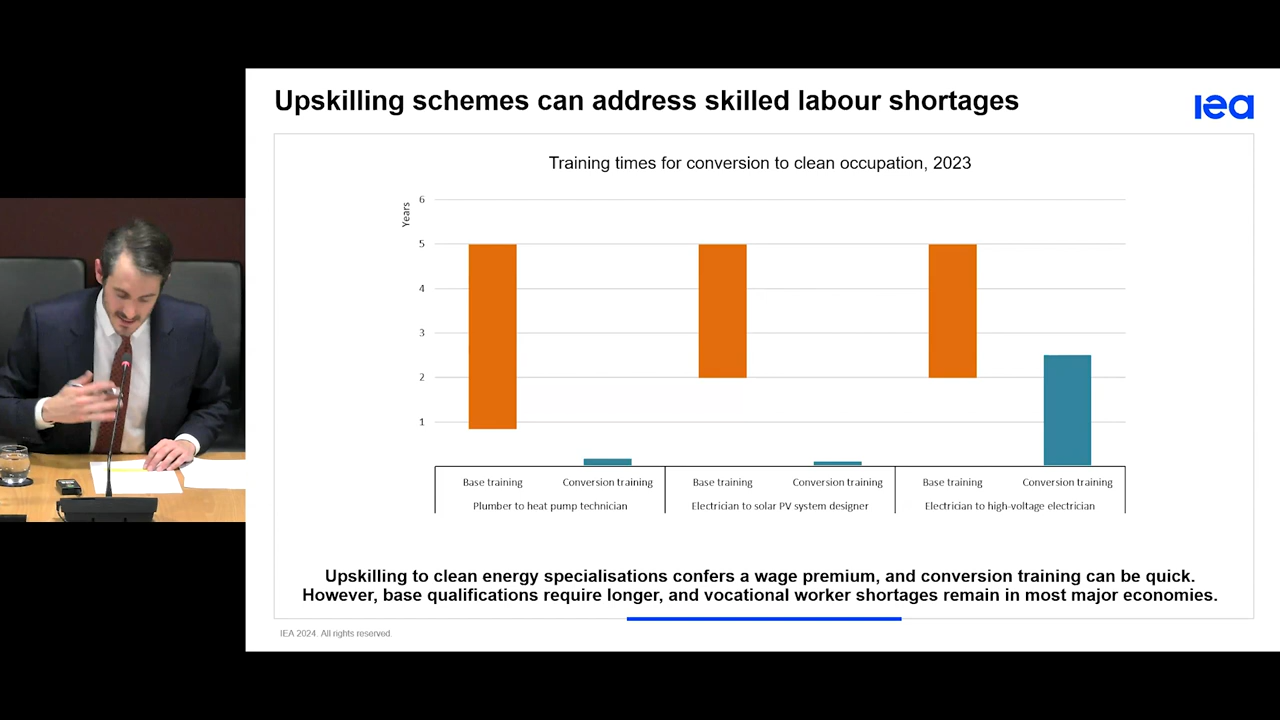 Upskilling schemes can address skilled labour shortages
iea
Training times for conversion to clean occupation, 2023
Years
6
5
4
3
2
1
Base training
Conversion training
Base training
Conversion training
Base training
Conversion training
Plumber to heat pump technician
Electrician to solar PV system designer
Electrician to high-voltage electrician
Upskilling to clean energy specialisations confers a wage premium, and conversion training can be quick.
However, base qualifications require longer, and vocational worker shortages remain in most major economies.
IEA 2024. All rights reserved.